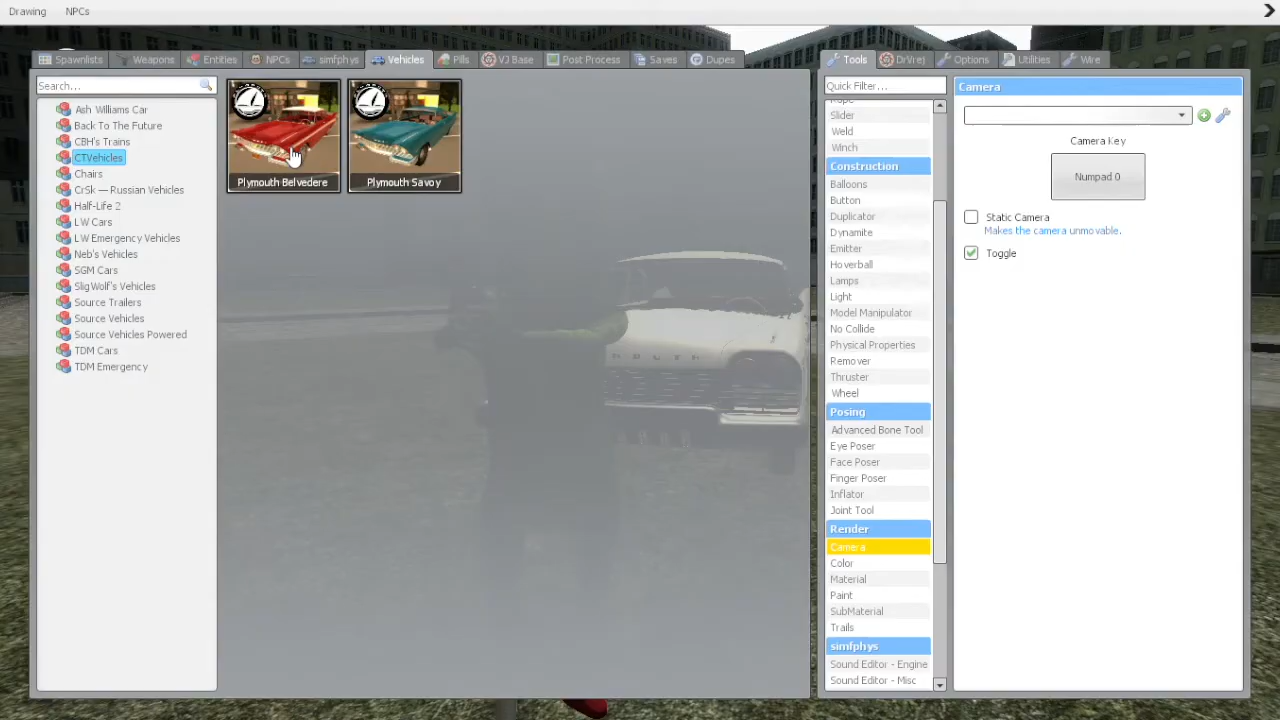 Drawing NPCs
Spawnlists Weapons Entities NPCs simfphys Vehicles Pills VJ Base Post Process Saves Dupes
Search...
Ash Williams Car
Back To The Future
CBH's Trains
CTVehicles
Chairs
CrSk — Russian Vehicles
Half-Life 2
LW Cars
LW Emergency Vehicles
Neb's Vehicles
SGM Cars
SligWolf's Vehicles
Source Trailers
Source Vehicles
Source Vehicles Powered
TDM Cars
TDM Emergency
Plymouth Belvedere
Plymouth Savoy
Tools DrVrej Options Utilities Wire
Quick Filter...
Slider
Weld
Winch
Construction
Balloons
Button
Duplicator
Dynamite
Emitter
Hoverball
Lamps
Light
Model Manipulator
No Collide
Physical Properties
Remover
Thruster
Wheel
Posing
Advanced Bone Tool
Eye Poser
Face Poser
Finger Poser
Inflator
Joint Tool
Render
Camera
Color
Material
Paint
SubMaterial
Trails
simfphys
Sound Editor - Engine
Sound Editor - Misc
Camera
Camera Key
Numpad 0
Static Camera
Makes the camera unmovable.
Toggle